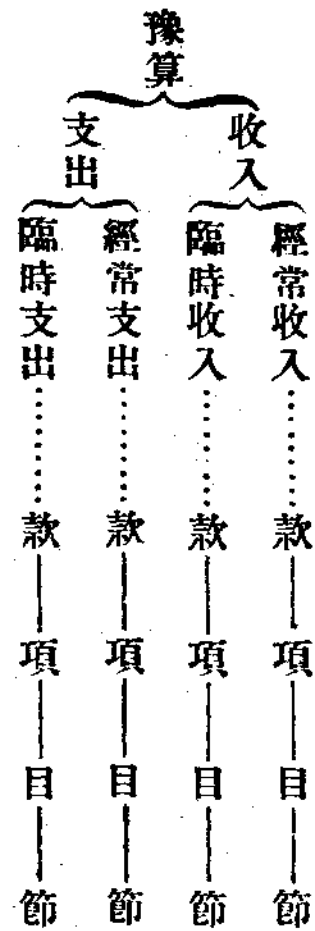 豫算
收入
支出
經常收入……款—項—目—節
臨時收入……款—項—目—節
經常支出……款—項—目—節
臨時支出……款—項—目—節